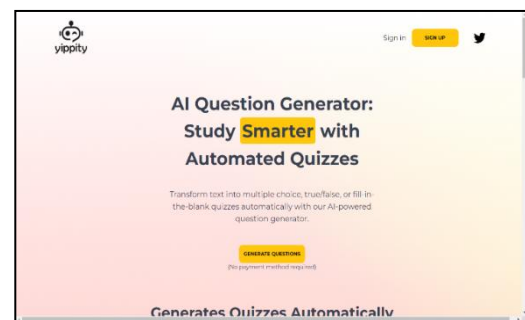 yippity
Sign in
SIGN UP
AI Question Generator:
Study Smarter with
Automated Quizzes
Transform text into multiple choice, true/false, or fill-in-
the-blank quizzes automatically with our AI-powered
question generator.
GENERATE QUESTIONS
(No payment method required)
Generates Quizzes Automatically